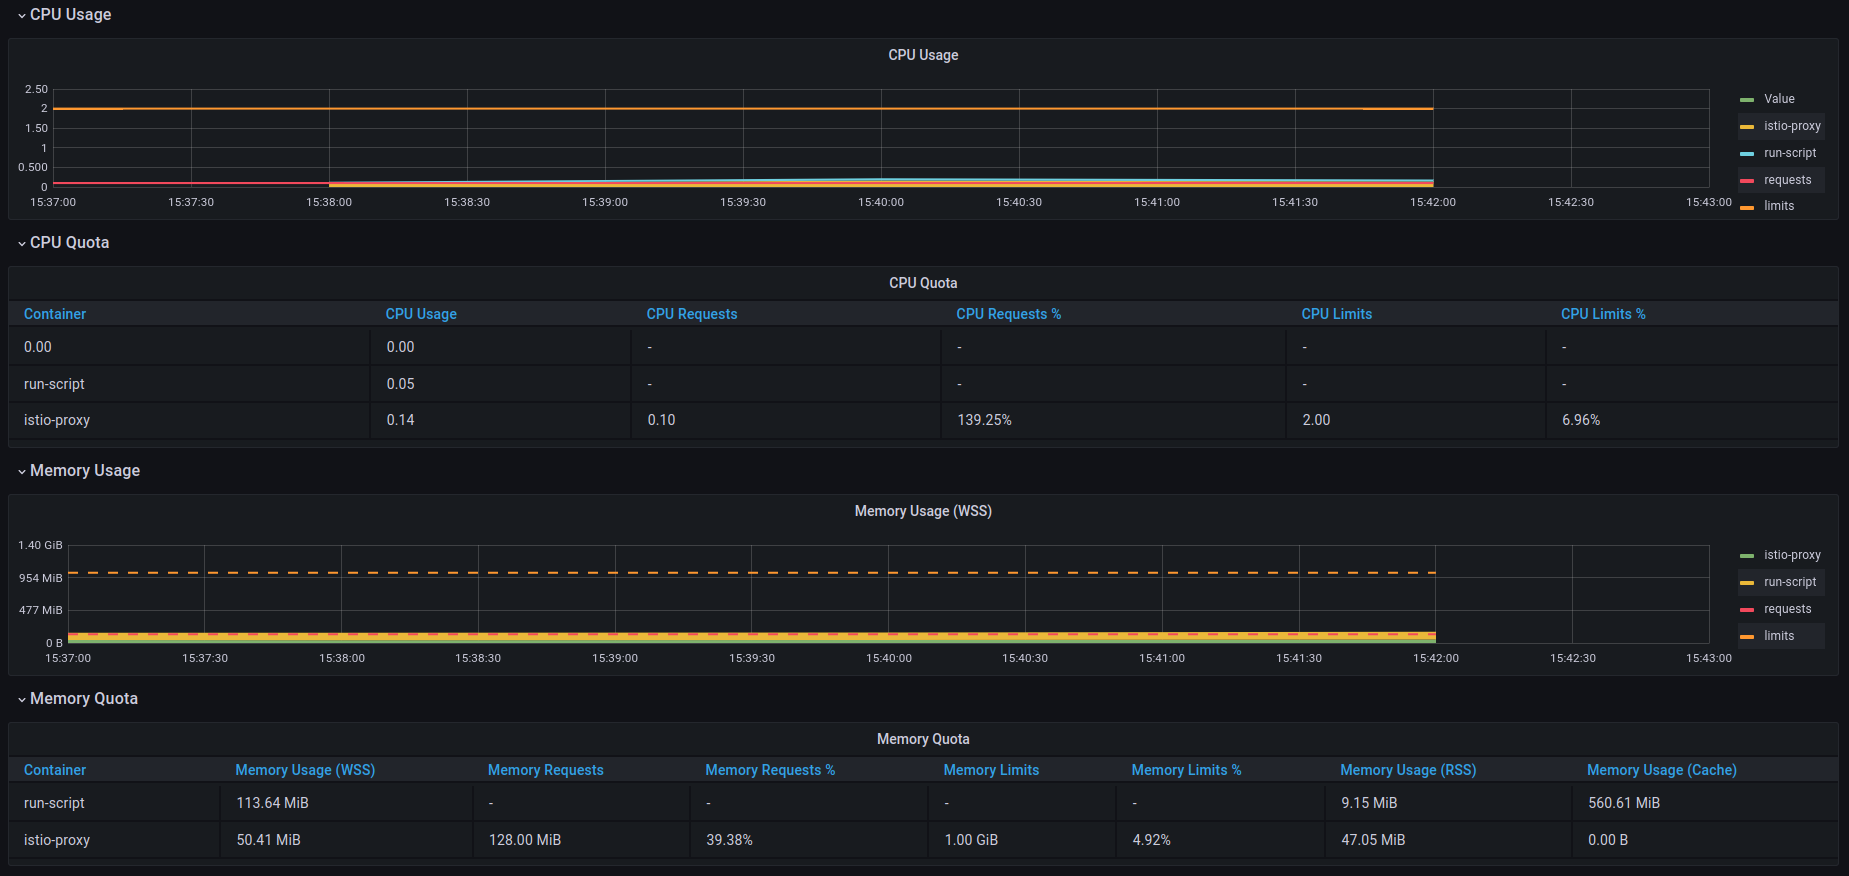 CPU Usage
CPU Usage
2.50
2
1.50
1
0.500
0
15:37:00 15:37:30 15:38:00 15:38:30 15:39:00 15:39:30 15:40:00 15:40:30 15:41:00 15:41:30 15:42:00 15:42:30 15:43:00
Value
istio-proxy
run-script
requests
limits
CPU Quota
CPU Quota
Container CPU Usage CPU Requests CPU Requests % CPU Limits CPU Limits %
0.00 0.00 - - - -
run-script 0.05 - - - -
istio-proxy 0.14 0.10 139.25% 2.00 6.96%
Memory Usage
Memory Usage (WSS)
1.40 GiB
954 MiB
477 MiB
0 B
15:37:00 15:37:30 15:38:00 15:38:30 15:39:00 15:39:30 15:40:00 15:40:30 15:41:00 15:41:30 15:42:00 15:42:30 15:43:00
istio-proxy
run-script
requests
limits
Memory Quota
Memory Quota
Container Memory Usage (WSS) Memory Requests Memory Requests % Memory Limits Memory Limits % Memory Usage (RSS) Memory Usage (Cache)
run-script 113.64 MiB - - - - 9.15 MiB 560.61 MiB
istio-proxy 50.41 MiB 128.00 MiB 39.38% 1.00 GiB 4.92% 47.05 MiB 0.00 B